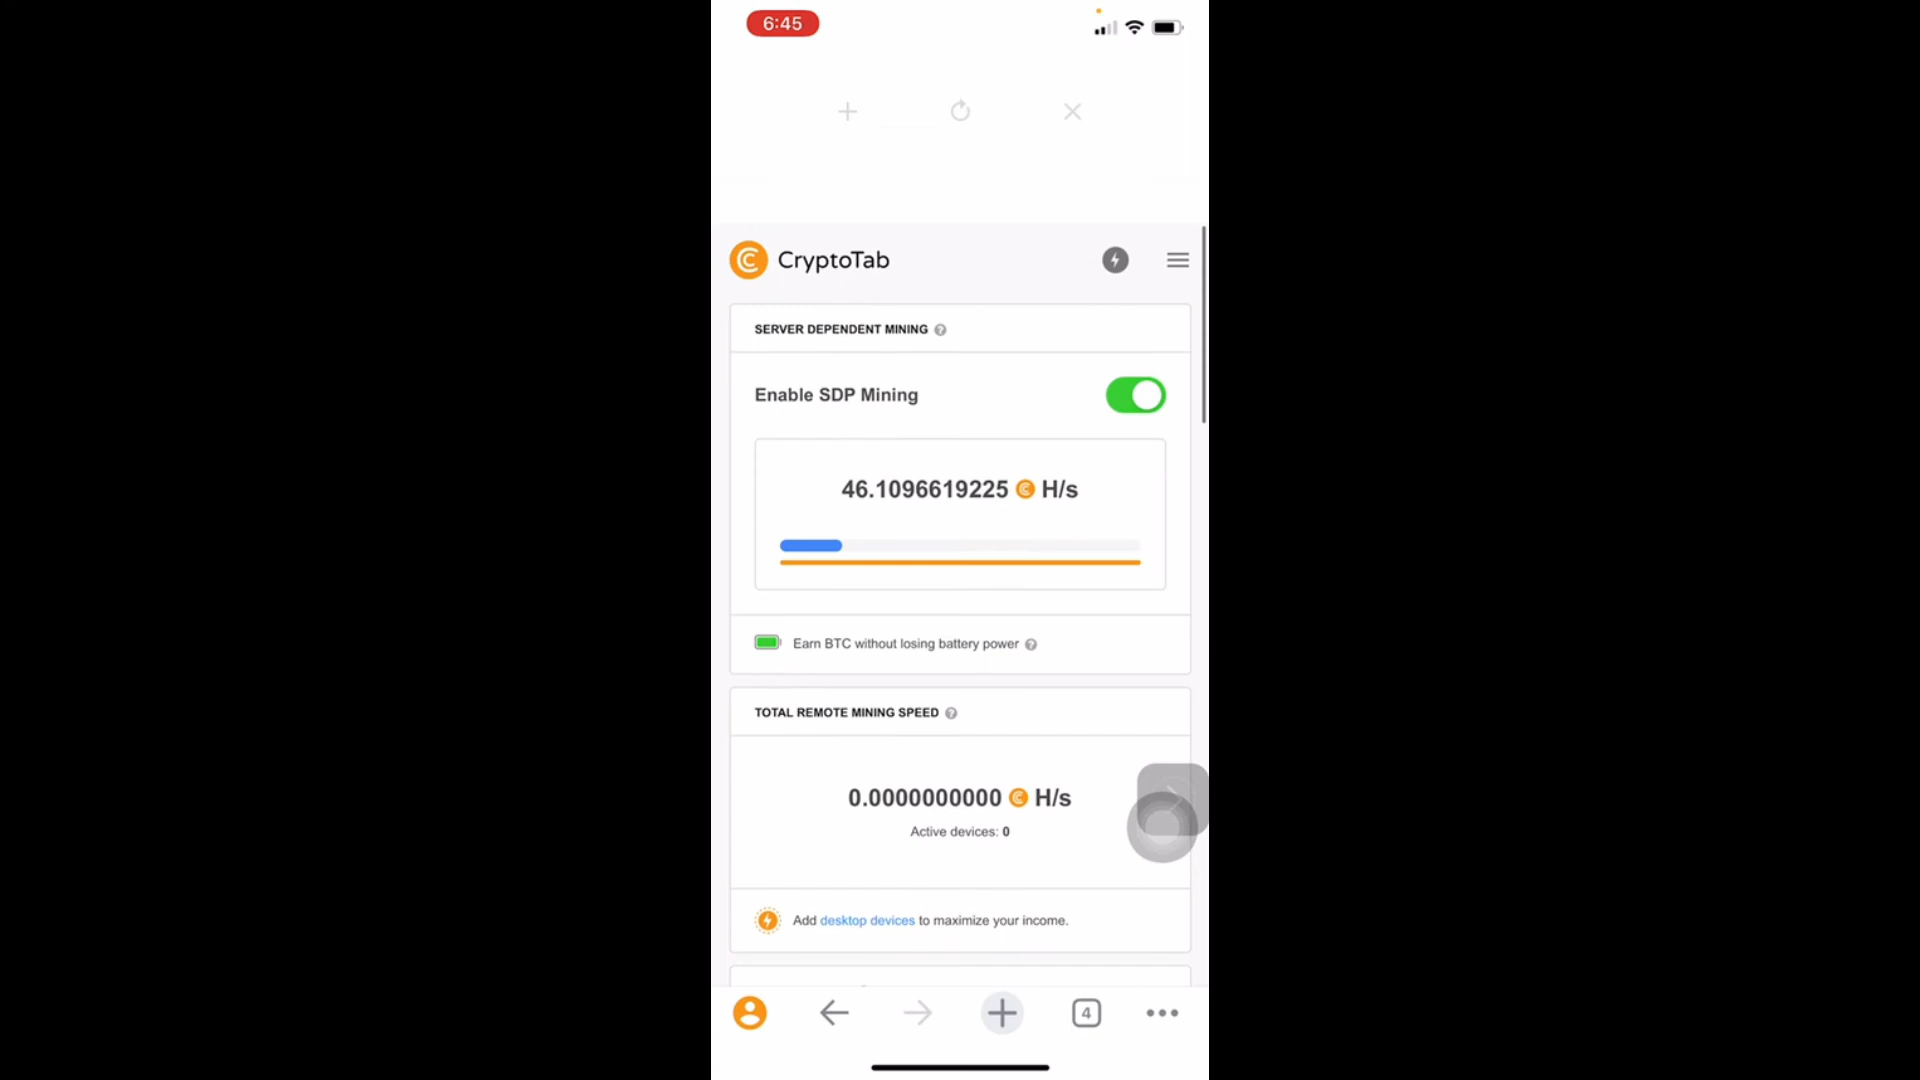 6:45
CryptoTab
SERVER DEPENDENT MINING ?
Enable SDP Mining
46.1096619225 H/s
Earn BTC without losing battery power ?
TOTAL REMOTE MINING SPEED ?
0.0000000000 H/s
Active devices: 0
Add desktop devices to maximize your income.
4